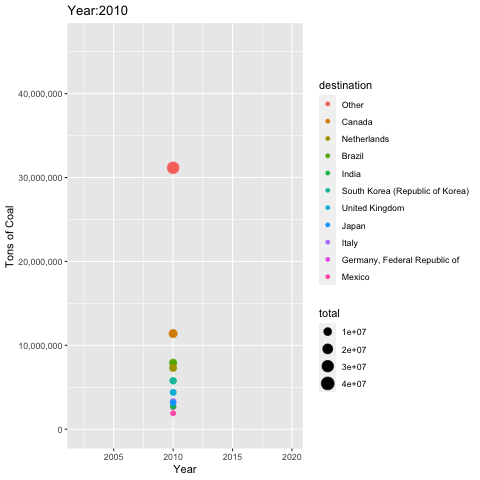 Year:2010
Tons of Coal
40,000,000
30,000,000
20,000,000
10,000,000
0
2005 2010 2015 2020
Year
destination
Other
Canada
Netherlands
Brazil
India
South Korea (Republic of Korea)
United Kingdom
Japan
Italy
Germany, Federal Republic of
Mexico
total
1e+07
2e+07
3e+07
4e+07